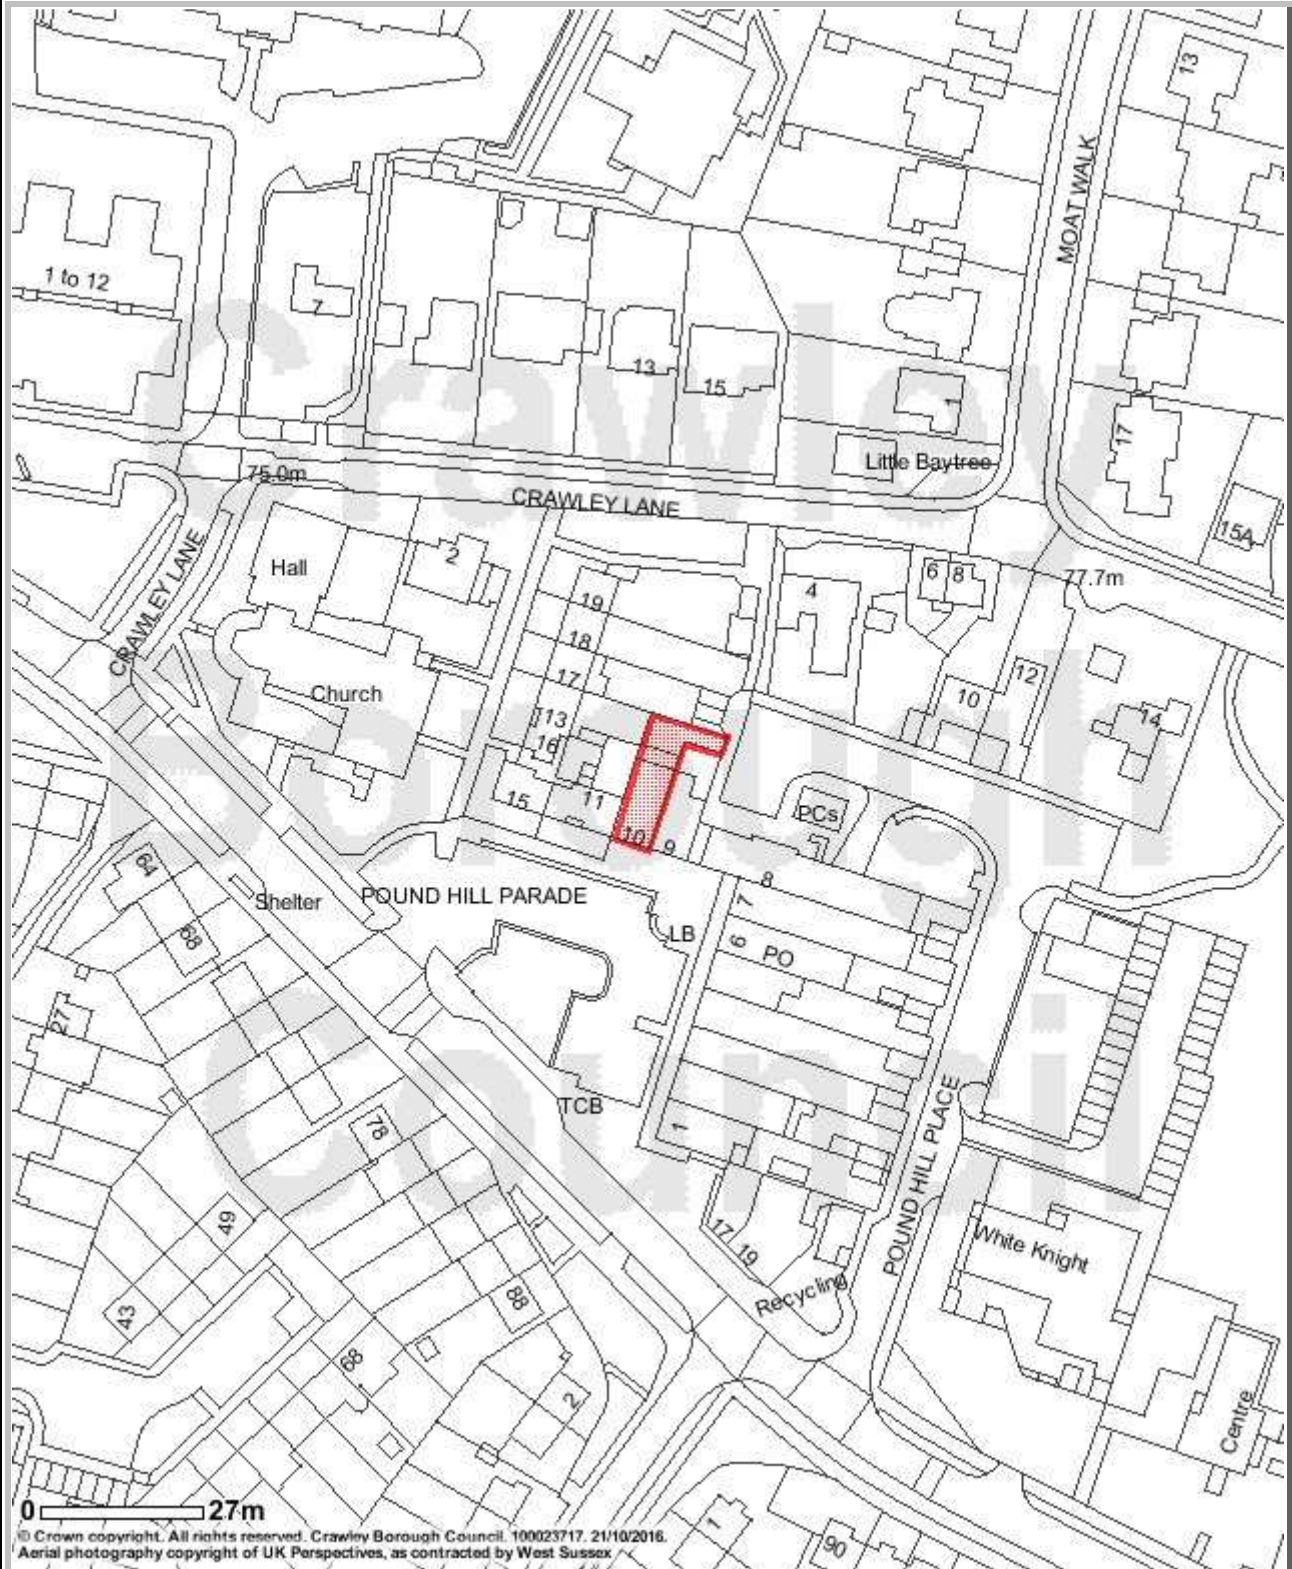 13
MOAT WALK
1 to 12
7
13
15
1
17
Little Baytree
75.0m
CRAWLEY LANE
15A
CRAWLEY LANE
Hall
2
6
8
77.7m
4
19
18
17
Church
12
10
14
13
16
15
11
10
9
PCs
8
64
Shelter
POUND HILL PARADE
7
68
LB
6
PO
27
TCB
78
1
POUND HILL PLACE
49
17
19
White Knight
43
88
Recycling
68
2
Centre
1
90
Crawley
Borough
Council
0 27m
© Crown copyright. All rights reserved. Crawley Borough Council. 100023717. 21/10/2016.
Aerial photography copyright of UK Perspectives, as contracted by West Sussex